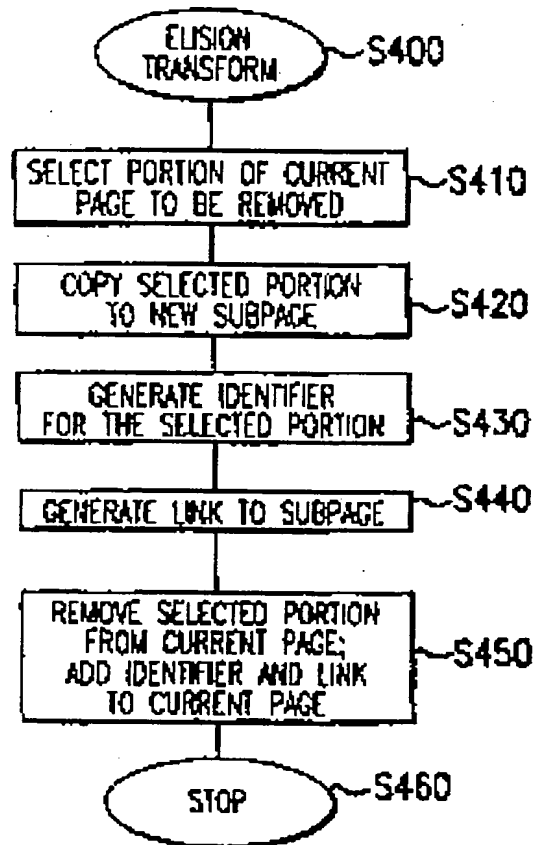 ELISION
TRANSFORM
S400
SELECT PORTION OF CURRENT
PAGE TO BE REMOVED
S410
COPY SELECTED PORTION
TO NEW SUBPAGE
S420
GENERATE IDENTIFIER
FOR THE SELECTED PORTION
S430
GENERATE LINK TO SUBPAGE
S440
REMOVE SELECTED PORTION
FROM CURRENT PAGE;
ADD IDENTIFIER AND LINK
TO CURRENT PAGE
S450
STOP
S460